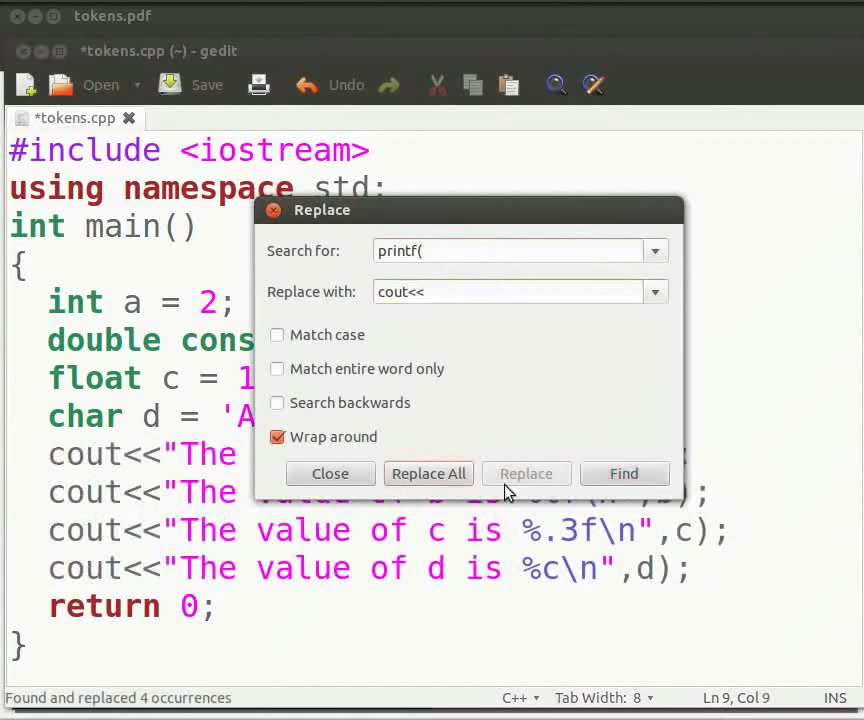 tokens.pdf
*tokens.cpp (~) - gedit
Open Save Undo
*tokens.cpp
#include <iostream>
using namespace std;
int main()
{
int a = 2;
double cons
float c = 1
char d = 'A
cout<<"The
cout<<"The value of b is
,b);
cout<<"The value of c is %.3f\n",c);
cout<<"The value of d is %c\n",d);
return 0;
}
Replace
Search for: printf(
Replace with: cout<<
Match case
Match entire word only
Search backwards
Wrap around
Close Replace All Replace Find
Found and replaced 4 occurrences C++ Tab Width: 8 Ln 9, Col 9 INS